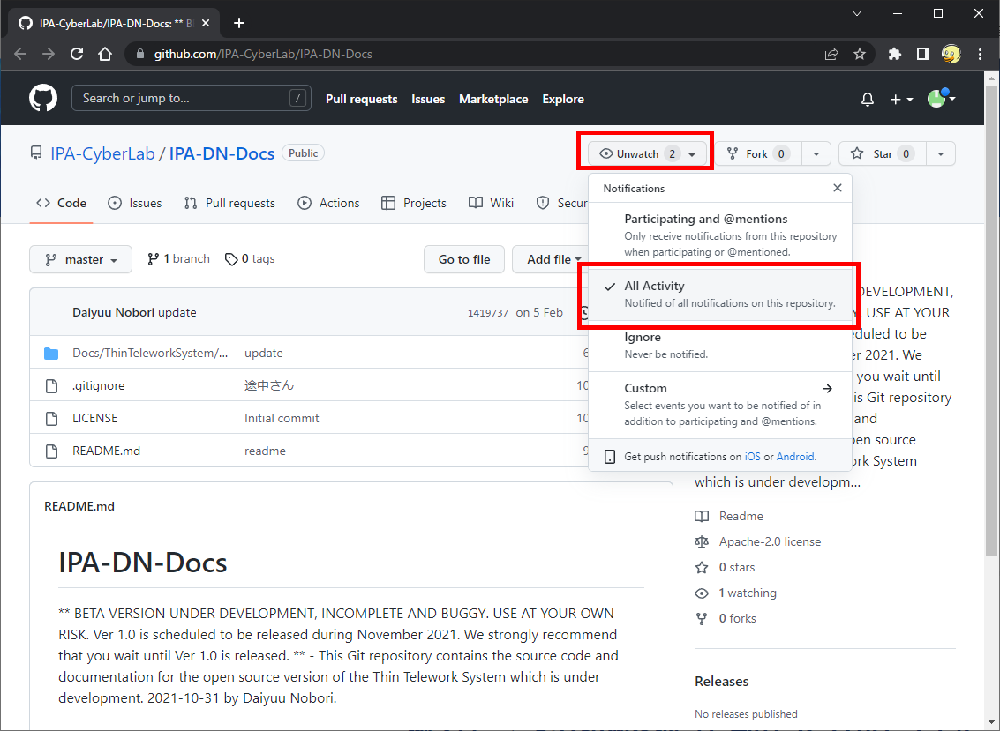 IPA-CyberLab/IPA-DN-Docs: ** B
github.com/IPA-CyberLab/IPA-DN-Docs
Search or jump to... /
Pull requests Issues Marketplace Explore
IPA-CyberLab / IPA-DN-Docs Public
Unwatch 2
Fork 0
Star 0
Code Issues Pull requests Actions Projects Wiki Secur
Notifications
Participating and @mentions
Only receive notifications from this repository
when participating or @mentioned.
All Activity
Notified of all notifications on this repository.
Ignore
Never be notified.
Custom
Select events you want to be notified of in
addition to participating and @mentions.
Get push notifications on iOS or Android.
master 1 branch 0 tags Go to file Add file
Daiyuu Nobori update 1419737 on 5 Feb
Docs/ThinTeleworkSystem/... update 6
.gitignore 途中さん 10
LICENSE Initial commit 10
README.md readme 9
DEVELOPMENT,
. USE AT YOUR
eduled to be
er 2021. We
you wait until
is Git repository
and
en source
rk System
which is under developm...
Readme
Apache-2.0 license
0 stars
1 watching
0 forks
Releases
No releases published
README.md
IPA-DN-Docs
** BETA VERSION UNDER DEVELOPMENT, INCOMPLETE AND BUGGY. USE AT YOUR OWN
RISK. Ver 1.0 is scheduled to be released during November 2021. We strongly recommend
that you wait until Ver 1.0 is released. ** - This Git repository contains the source code and
documentation for the open source version of the Thin Telework System which is under
development. 2021-10-31 by Daiyuu Nobori.